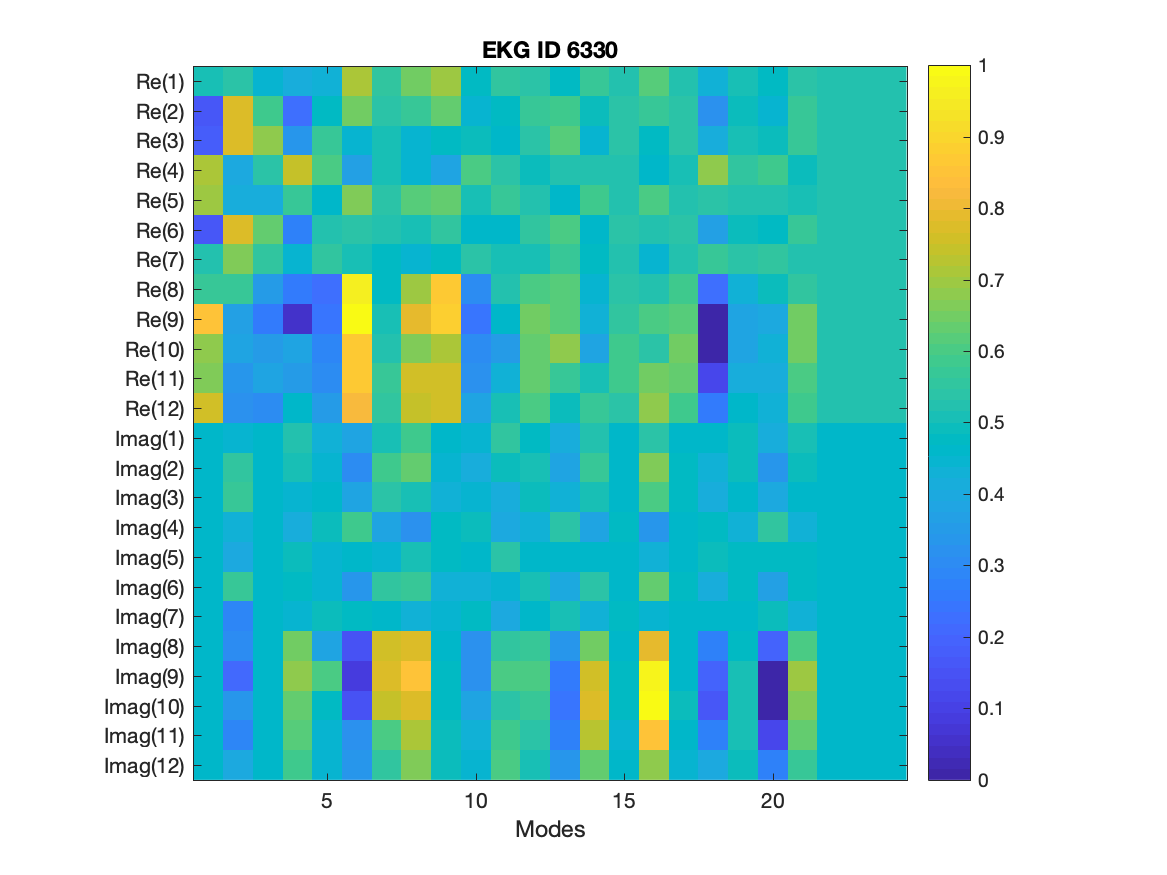 EKG ID 6330
Re(1)
Re(2)
Re(3)
Re(4)
Re(5)
Re(6)
Re(7)
Re(8)
Re(9)
Re(10)
Re(11)
Re(12)
Imag(1)
Imag(2)
Imag(3)
Imag(4)
Imag(5)
Imag(6)
Imag(7)
Imag(8)
Imag(9)
Imag(10)
Imag(11)
Imag(12)
5 10 15 20
Modes
1
0.9
0.8
0.7
0.6
0.5
0.4
0.3
0.2
0.1
0